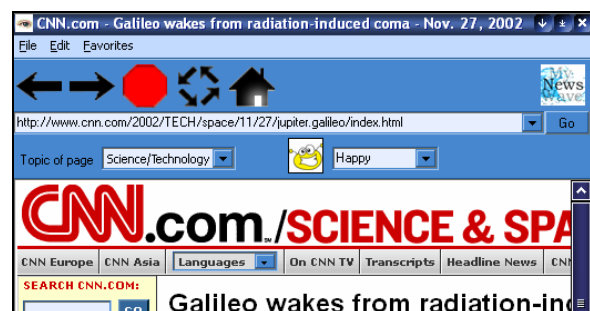 CNN.com - Galileo wakes from radiation-induced coma - Nov. 27, 2002
File Edit Favorites
My News Wave
http://www.cnn.com/2002/TECH/space/11/27/jupiter.galileo/index.html Go
Topic of page Science/Technology Happy
CNN.com./SCIENCE & SPA
CNN Europe CNN Asia Languages On CNN TV Transcripts Headline News CNN
SEARCH CNN.COM:
GO
Galileo wakes from radiation-ind